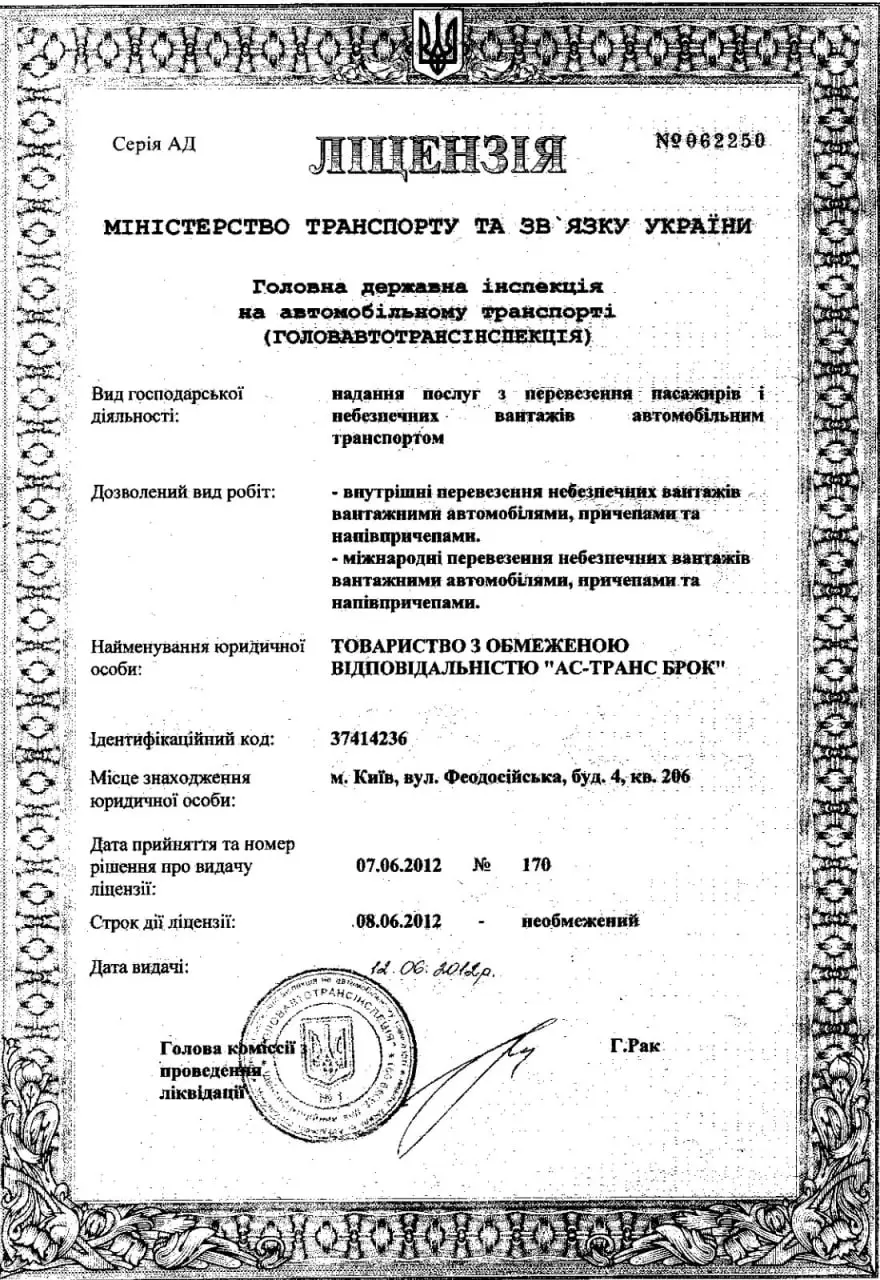 Серія АД
ЛІЦЕНЗІЯ
№062250
МІНІСТЕРСТВО ТРАНСПОРТУ ТА ЗВ`ЯЗКУ УКРАЇНИ
Головна державна інспекція
на автомобільному транспорті
(ГОЛОВАВТОТРАНСІНСПЕКЦІЯ)
Вид господарської
діяльності:
надання послуг з перевезення пасажирів і
небезпечних вантажів автомобільним
транспортом
Дозволений вид робіт:
- внутрішні перевезення небезпечних вантажів
вантажними автомобілями, причепами та
напівпричепами.
- міжнародні перевезення небезпечних вантажів
вантажними автомобілями, причепами та
напівпричепами.
Найменування юридичної
особи:
ТОВАРИСТВО З ОБМЕЖЕНОЮ
ВІДПОВІДАЛЬНІСТЮ "АС-ТРАНС БРОК"
Ідентифікаційний код:
37414236
Місце знаходження
юридичної особи:
м. Київ, вул. Феодосійська, буд. 4, кв. 206
Дата прийняття та номер
рішення про видачу
ліцензії:
07.06.2012 № 170
Строк дії ліцензії:
08.06.2012 - необмежений
Дата видачі:
12.06.2012р.
Голова коміссії з
проведення
ліквідації
Г.Рак
№ 1